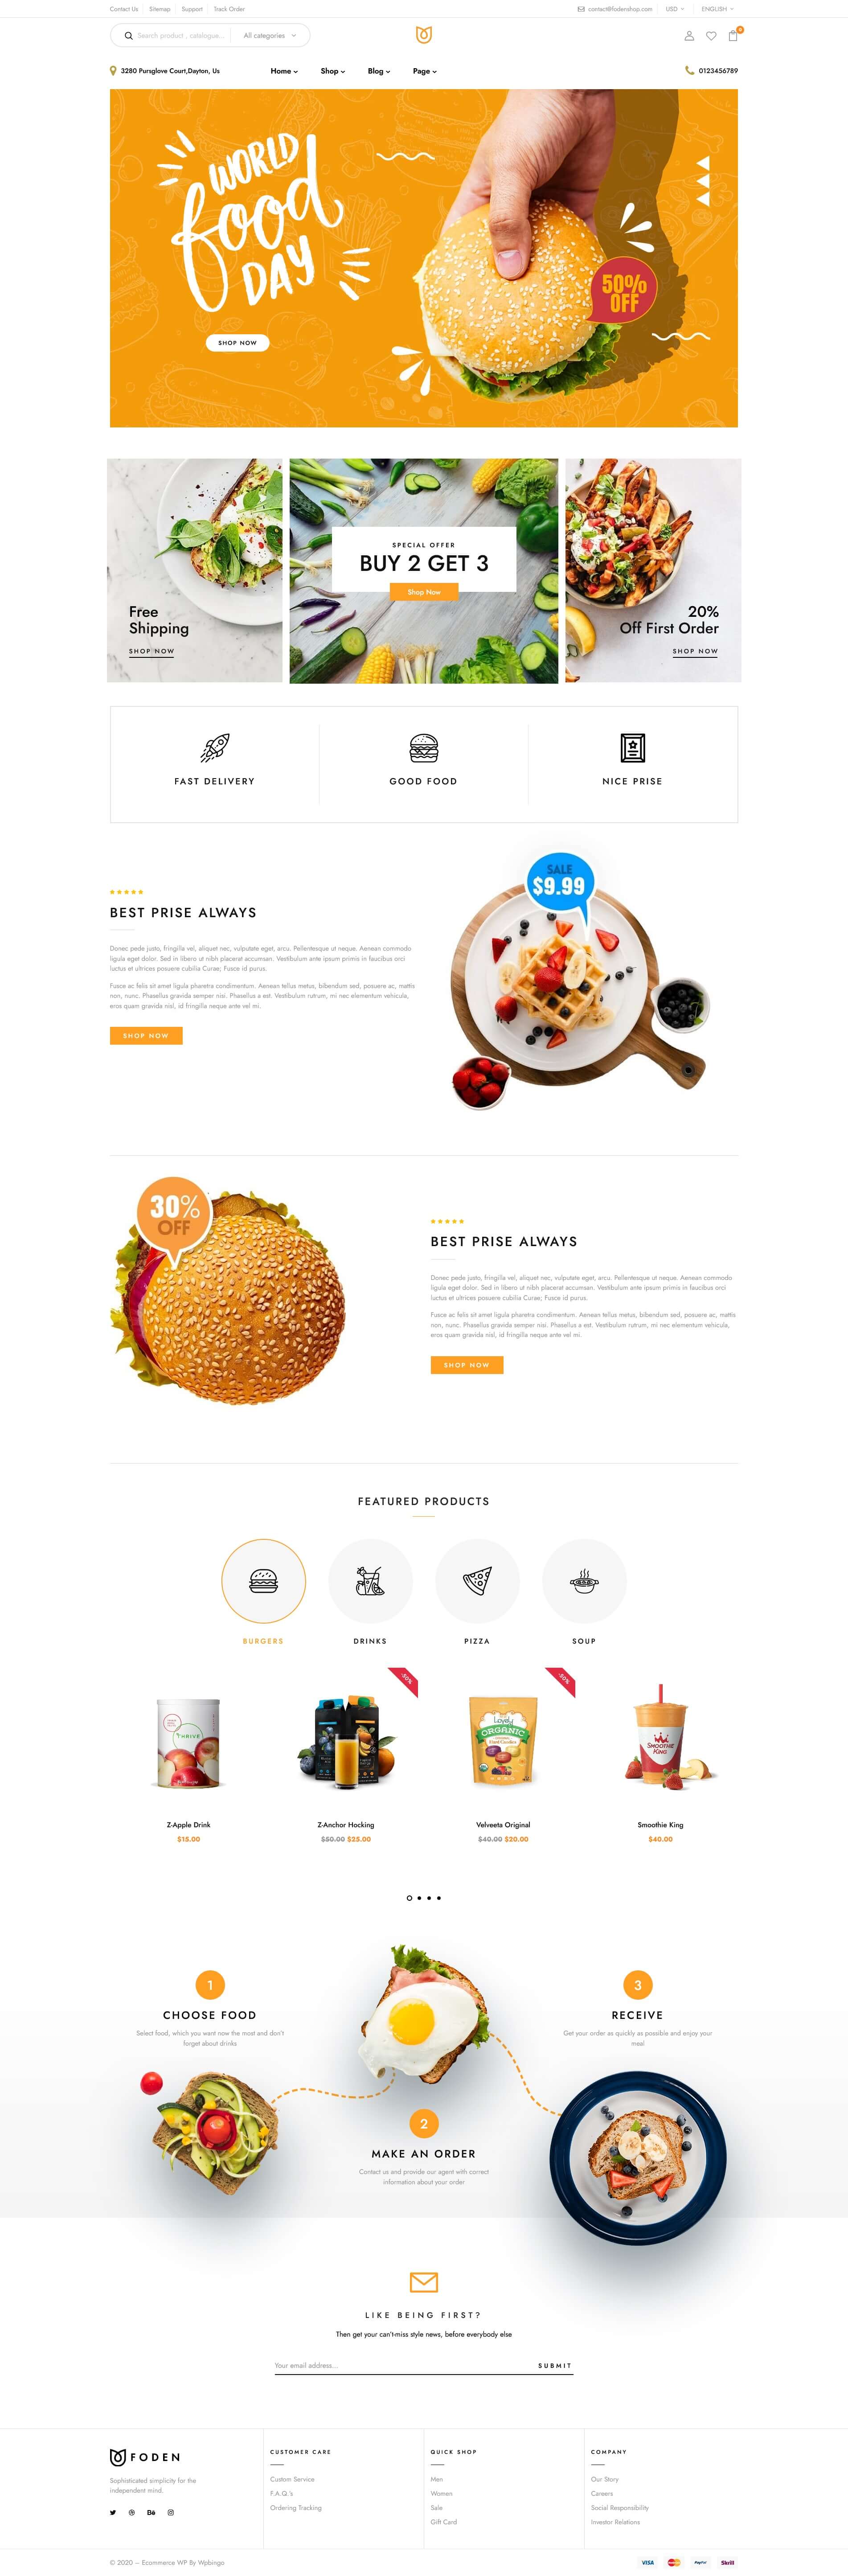 Contact Us Sitemap Support Track Order
contact@fodenshop.com USD ENGLISH
Search product , catalogue... All categories
0
3280 Pursglove Court,Dayton, Us
Home Shop Blog Page
0123456789
WORLD
food
DAY
50%
OFF
SHOP NOW
Free
Shipping
SHOP NOW
SPECIAL OFFER
BUY 2 GET 3
Shop Now
20%
Off First Order
SHOP NOW
FAST DELIVERY
GOOD FOOD
NICE PRISE
SALE
$9.99
BEST PRISE ALWAYS
Donec pede justo, fringilla vel, aliquet nec, vulputate eget, arcu. Pellentesque ut neque. Aenean commodo
ligula eget dolor. Sed in libero ut nibh placerat accumsan. Vestibulum ante ipsum primis in faucibus orci
luctus et ultrices posuere cubilia Curae; Fusce id purus.
Fusce ac felis sit amet ligula pharetra condimentum. Aenean tellus metus, bibendum sed, posuere ac, mattis
non, nunc. Phasellus gravida semper nisi. Phasellus a est. Vestibulum rutrum, mi nec elementum vehicula,
eros quam gravida nisl, id fringilla neque ante vel mi.
SHOP NOW
30%
OFF
BEST PRISE ALWAYS
Donec pede justo, fringilla vel, aliquet nec, vulputate eget, arcu. Pellentesque ut neque. Aenean commodo
ligula eget dolor. Sed in libero ut nibh placerat accumsan. Vestibulum ante ipsum primis in faucibus orci
luctus et ultrices posuere cubilia Curae; Fusce id purus.
Fusce ac felis sit amet ligula pharetra condimentum. Aenean tellus metus, bibendum sed, posuere ac, mattis
non, nunc. Phasellus gravida semper nisi. Phasellus a est. Vestibulum rutrum, mi nec elementum vehicula,
eros quam gravida nisl, id fringilla neque ante vel mi.
SHOP NOW
FEATURED PRODUCTS
BURGERS
DRINKS
PIZZA
SOUP
THRIVE
-50%
Lovely
ORGANIC
-50%
SMOOTHIE
KING
Z-Apple Drink
$15.00
Z-Anchor Hocking
$50.00 $25.00
Velveeta Original
$40.00 $20.00
Smoothie King
$40.00
1
CHOOSE FOOD
Select food, which you want now the most and don't
forget about drinks
3
RECEIVE
Get your order as quickly as possible and enjoy your
meal
2
MAKE AN ORDER
Contact us and provide our agent with correct
information about your order
LIKE BEING FIRST?
Then get your can't-miss style news, before everybody else
Your email address...
SUBMIT
FODEN
Sophisticated simplicity for the
independent mind.
Bē
CUSTOMER CARE
Custom Service
F.A.Q.'s
Ordering Tracking
QUICK SHOP
Men
Women
Sale
Gift Card
COMPANY
Our Story
Careers
Social Responsibility
Investor Relations
© 2020 – Ecommerce WP By Wpbingo
VISA
PayPal
Skrill